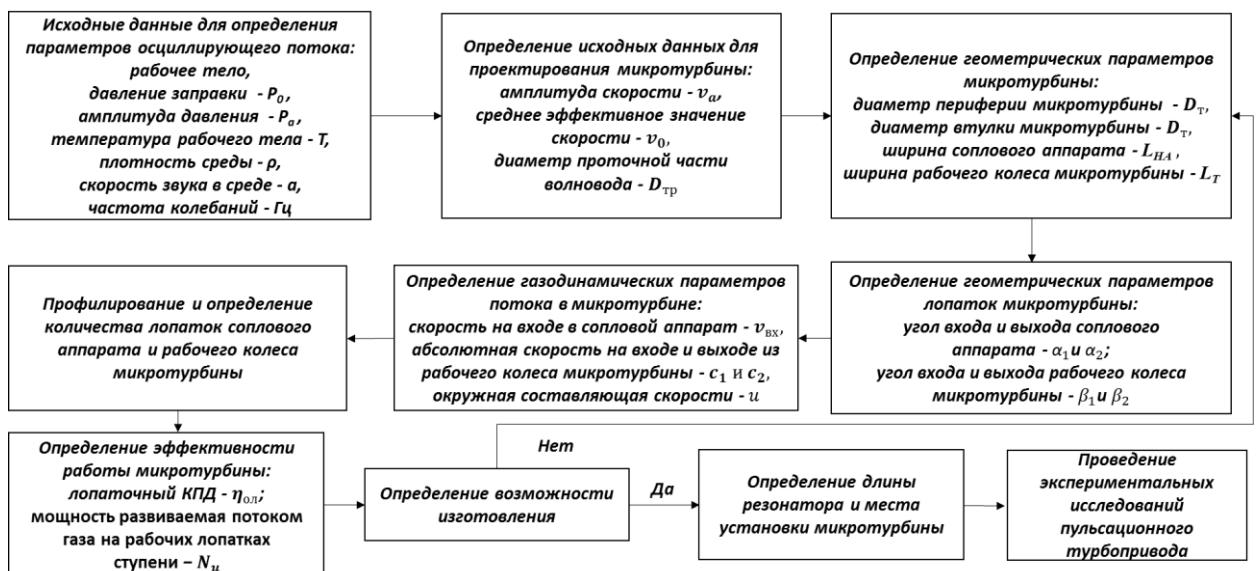 Исходные данные для определения
параметров осциллирующего потока:
рабочее тело,
давление заправки - P₀,
амплитуда давления - Pₐ,
температура рабочего тела - T,
плотность среды - ρ,
скорость звука в среде - a,
частота колебаний - Гц
Определение исходных данных для
проектирования микротурбины:
амплитуда скорости - vₐ,
среднее эффективное значение
скорости - v₀,
диаметр проточной части
волновода - Dтр
Определение геометрических параметров
микротурбины:
диаметр периферии микротурбины - Dт,
диаметр втулки микротурбины - Dт,
ширина соплового аппарата - LНА,
ширина рабочего колеса микротурбины - LТ
Определение геометрических параметров
лопаток микротурбины:
угол входа и выхода соплового
аппарата - α₁и α₂;
угол входа и выхода рабочего колеса
микротурбины - β₁и β₂
Определение газодинамических параметров
потока в микротурбине:
скорость на входе в сопловой аппарат - vвх,
абсолютная скорость на входе и выходе из
рабочего колеса микротурбины - c₁ и c₂,
окружная составляющая скорости - u
Профилирование и определение
количества лопаток соплового
аппарата и рабочего колеса
микротурбины
Определение эффективности
работы микротурбины:
лопаточный КПД - ηол;
мощность развиваемая потоком
газа на рабочих лопатках
ступени – Nu
Определение возможности
изготовления
Нет
Да
Определение длины
резонатора и места
установки микротурбины
Проведение
экспериментальных
исследований
пульсационного
турбопривода